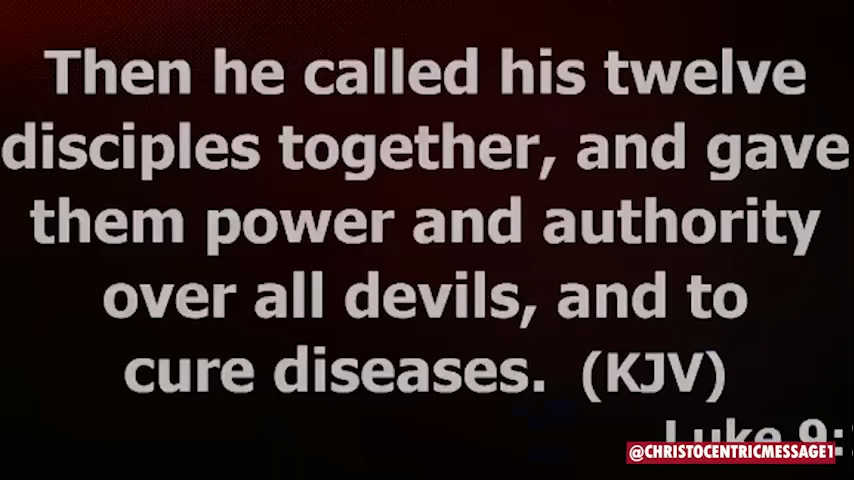 Then he called his twelve
disciples together, and gave
them power and authority
over all devils, and to
cure diseases. (KJV)
Luke 9:
@CHRISTOCENTRICMESSAGE1